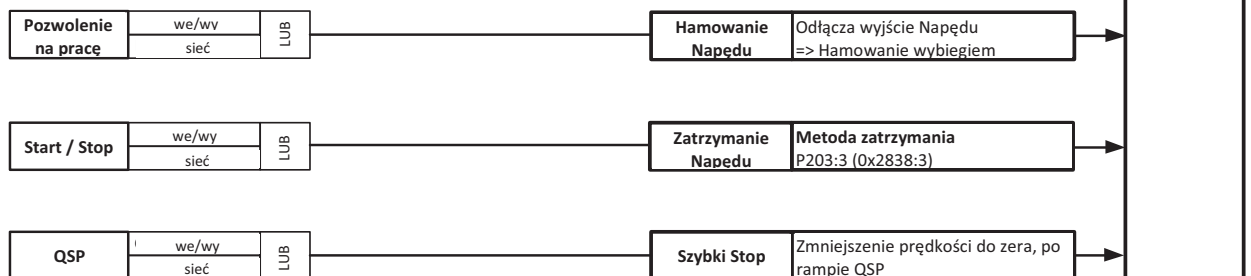 Pozwolenie
na pracę
we/wy
sieć
LUB
Hamowanie
Napędu
Odłącza wyjście Napędu
=> Hamowanie wybiegiem
Start / Stop
we/wy
sieć
LUB
Zatrzymanie
Napędu
Metoda zatrzymania
P203:3 (0x2838:3)
QSP
we/wy
sieć
LUB
Szybki Stop
Zmniejszenie prędkości do zera, po
rampie QSP